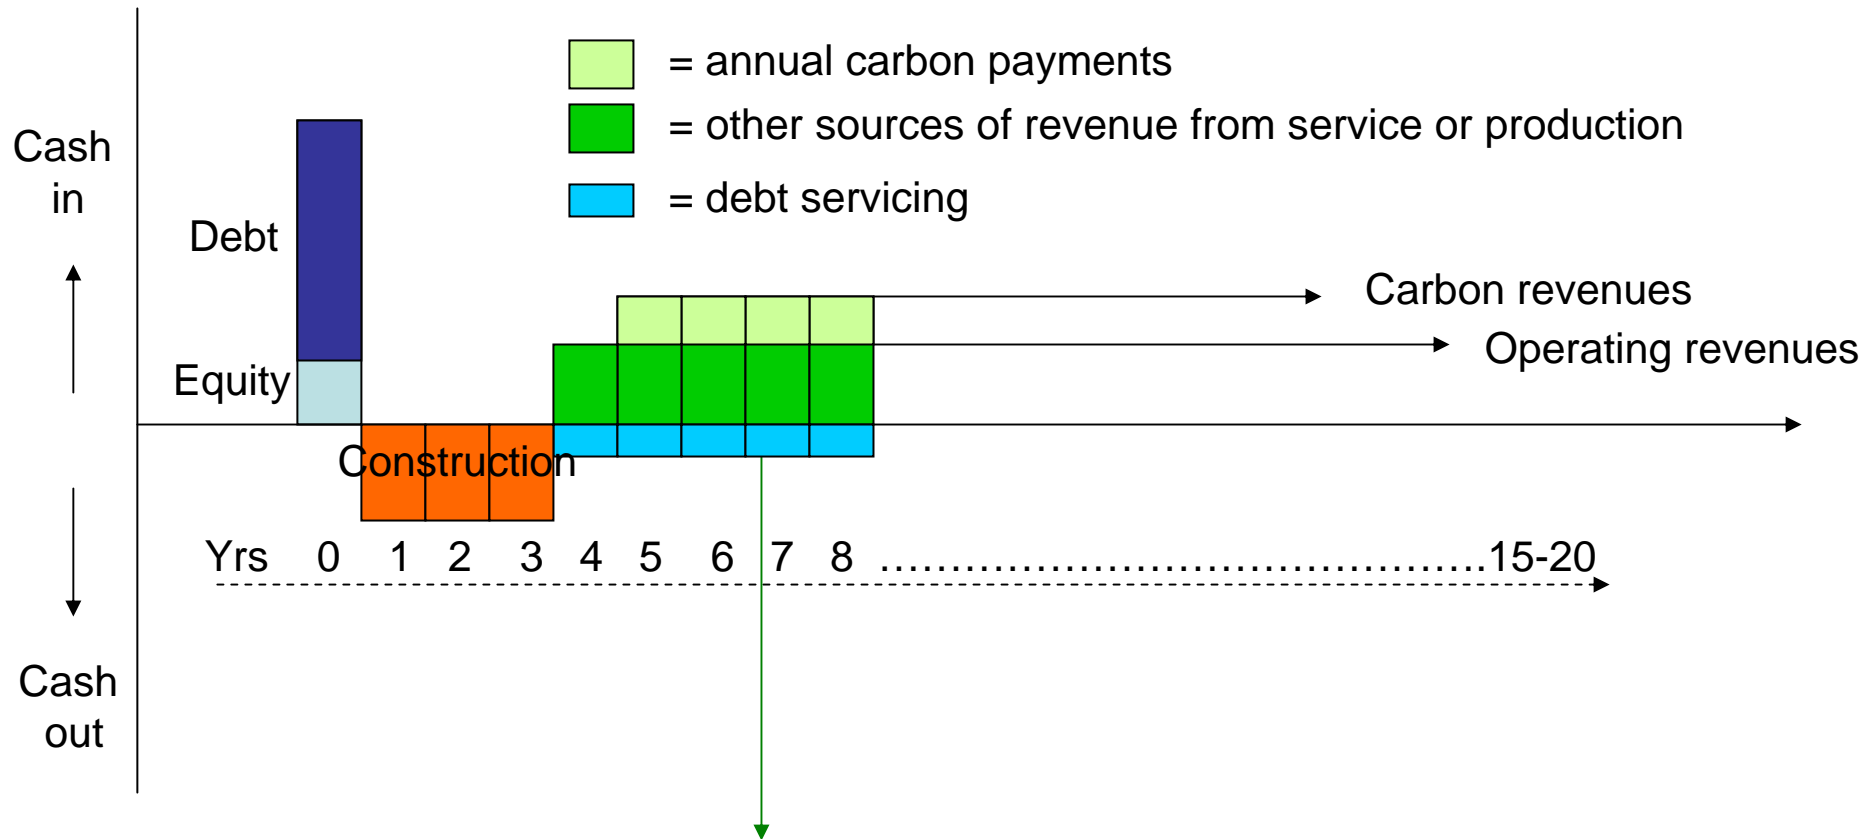 = annual carbon payments
= other sources of revenue from service or production
= debt servicing
Cash
in
Debt
Equity
Carbon revenues
Operating revenues
Construction
Yrs 0 1 2 3 4 5 6 7 8 ………………………………………15-20
Cash
out